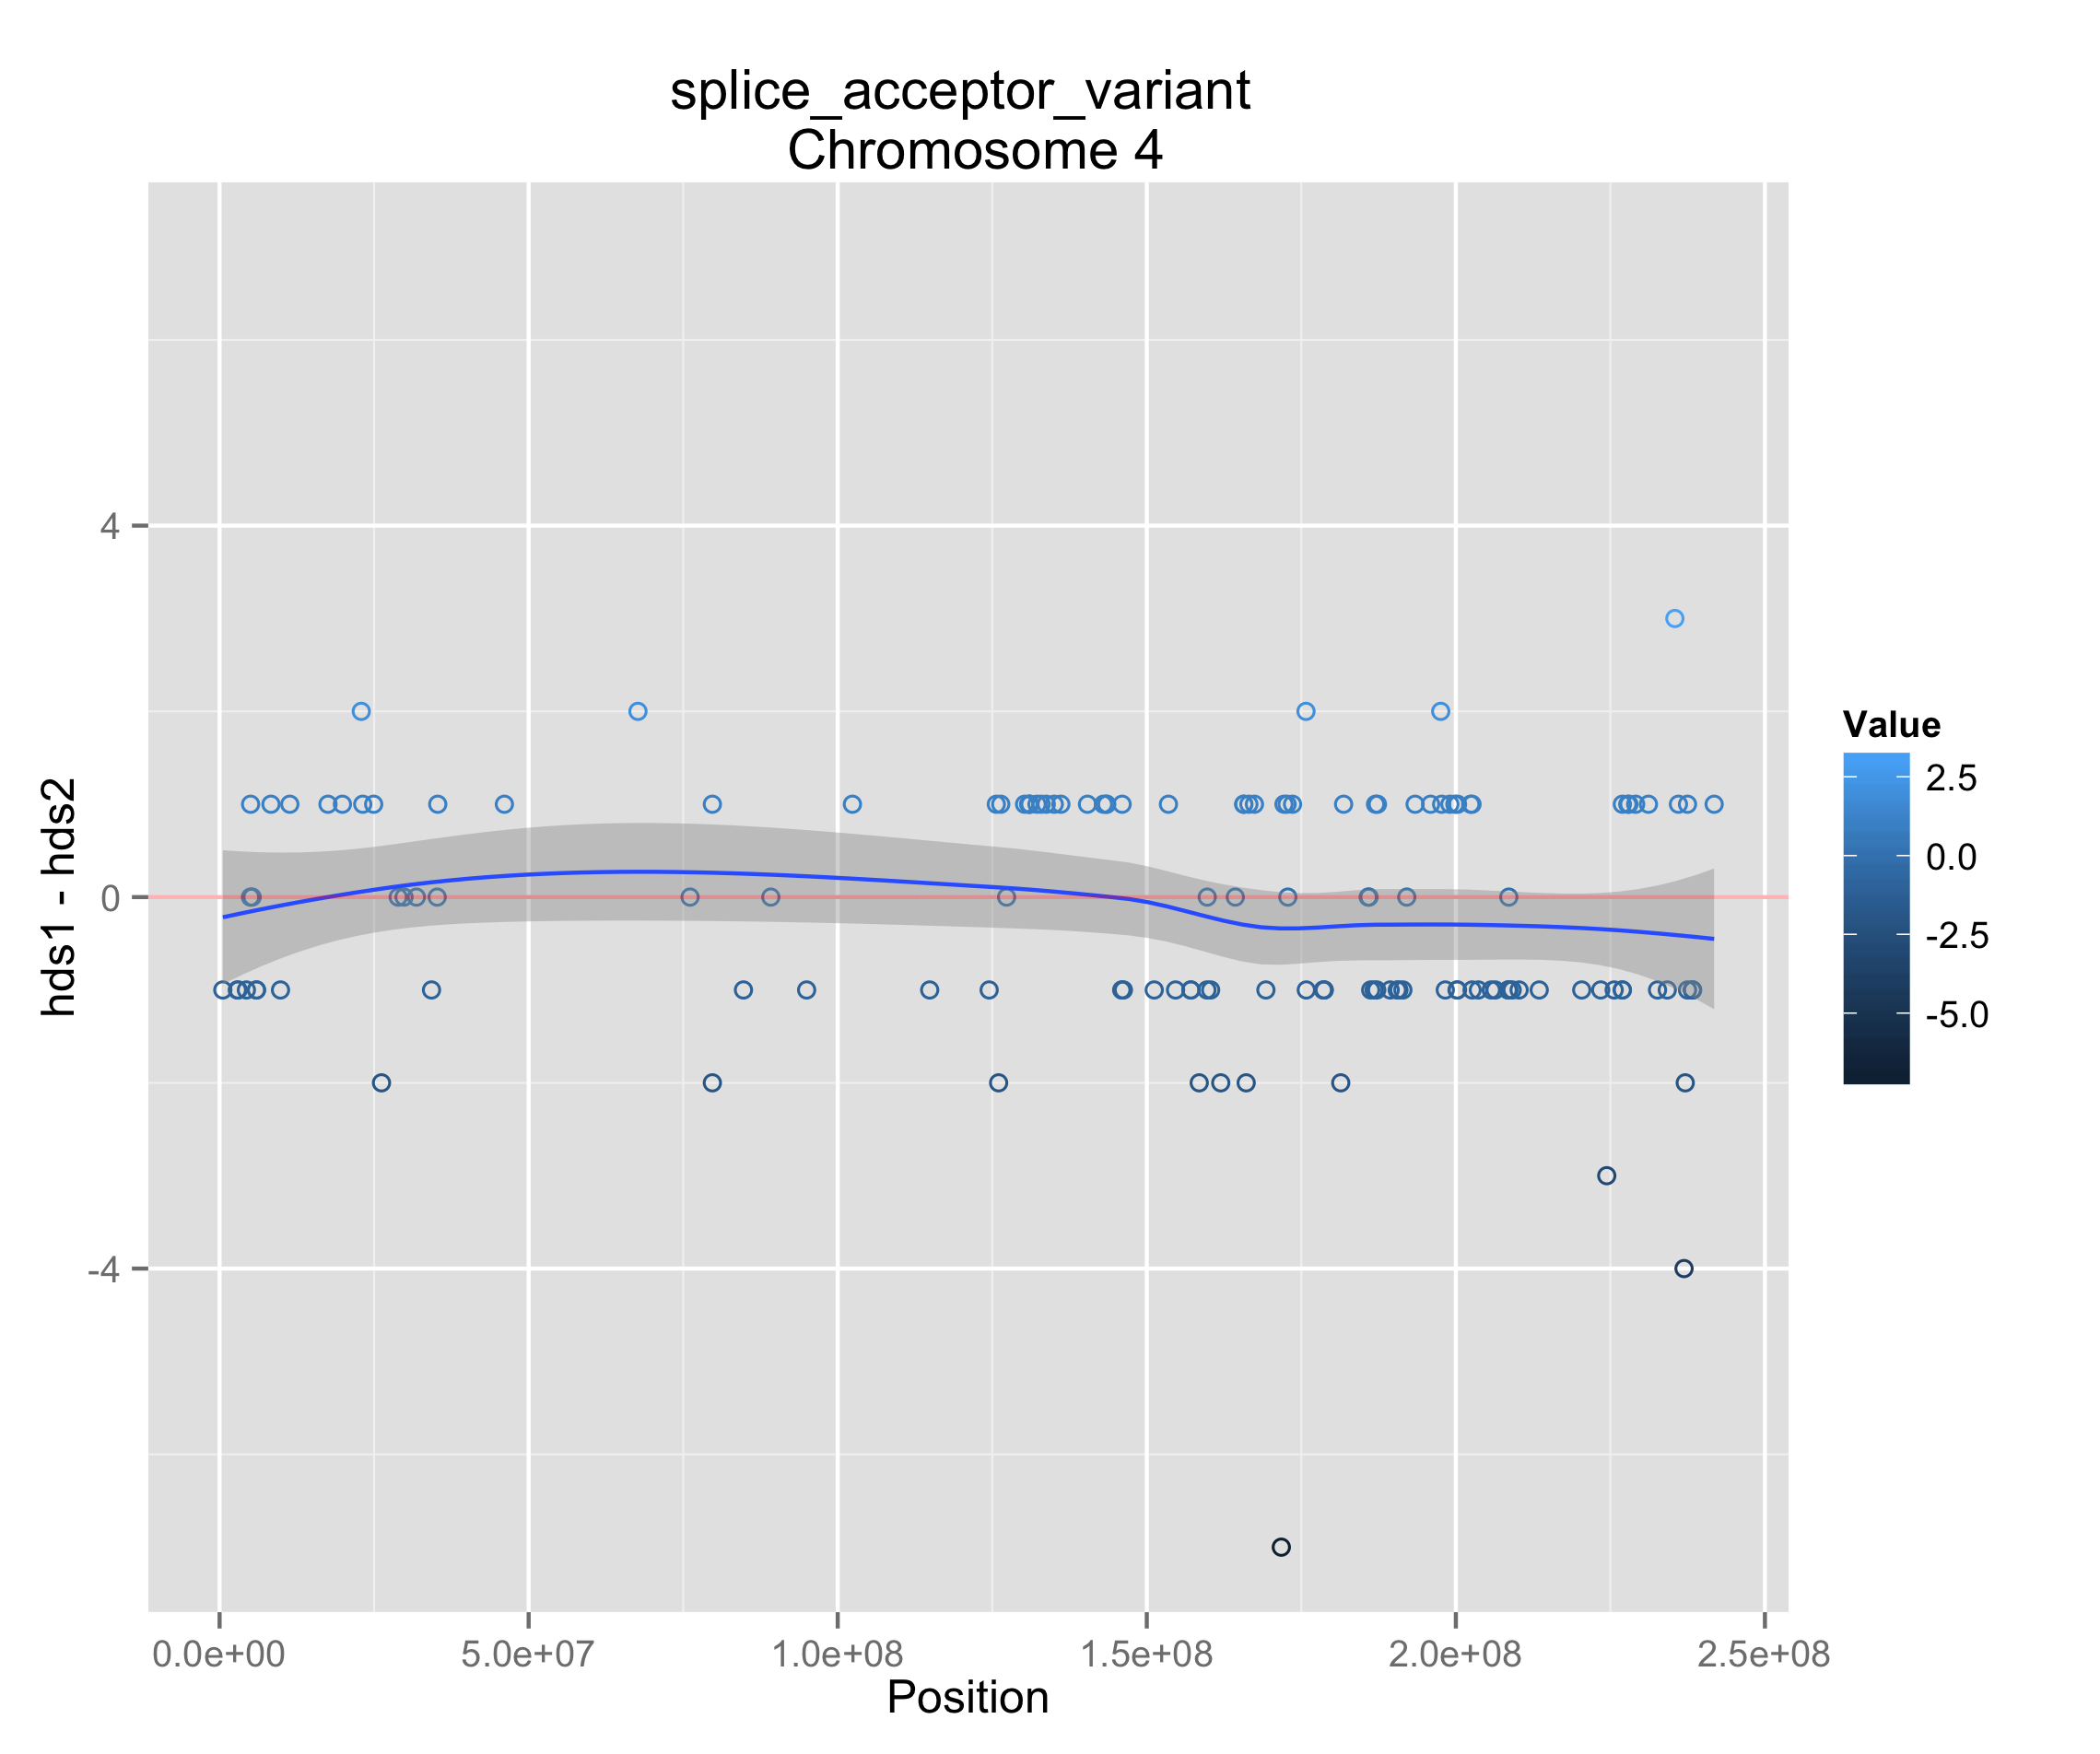 splice_acceptor_variant
Chromosome 4
hds1 - hds2
4
0
-4
0.0e+00
5.0e+07
1.0e+08
1.5e+08
2.0e+08
2.5e+08
Position
Value
2.5
0.0
-2.5
-5.0